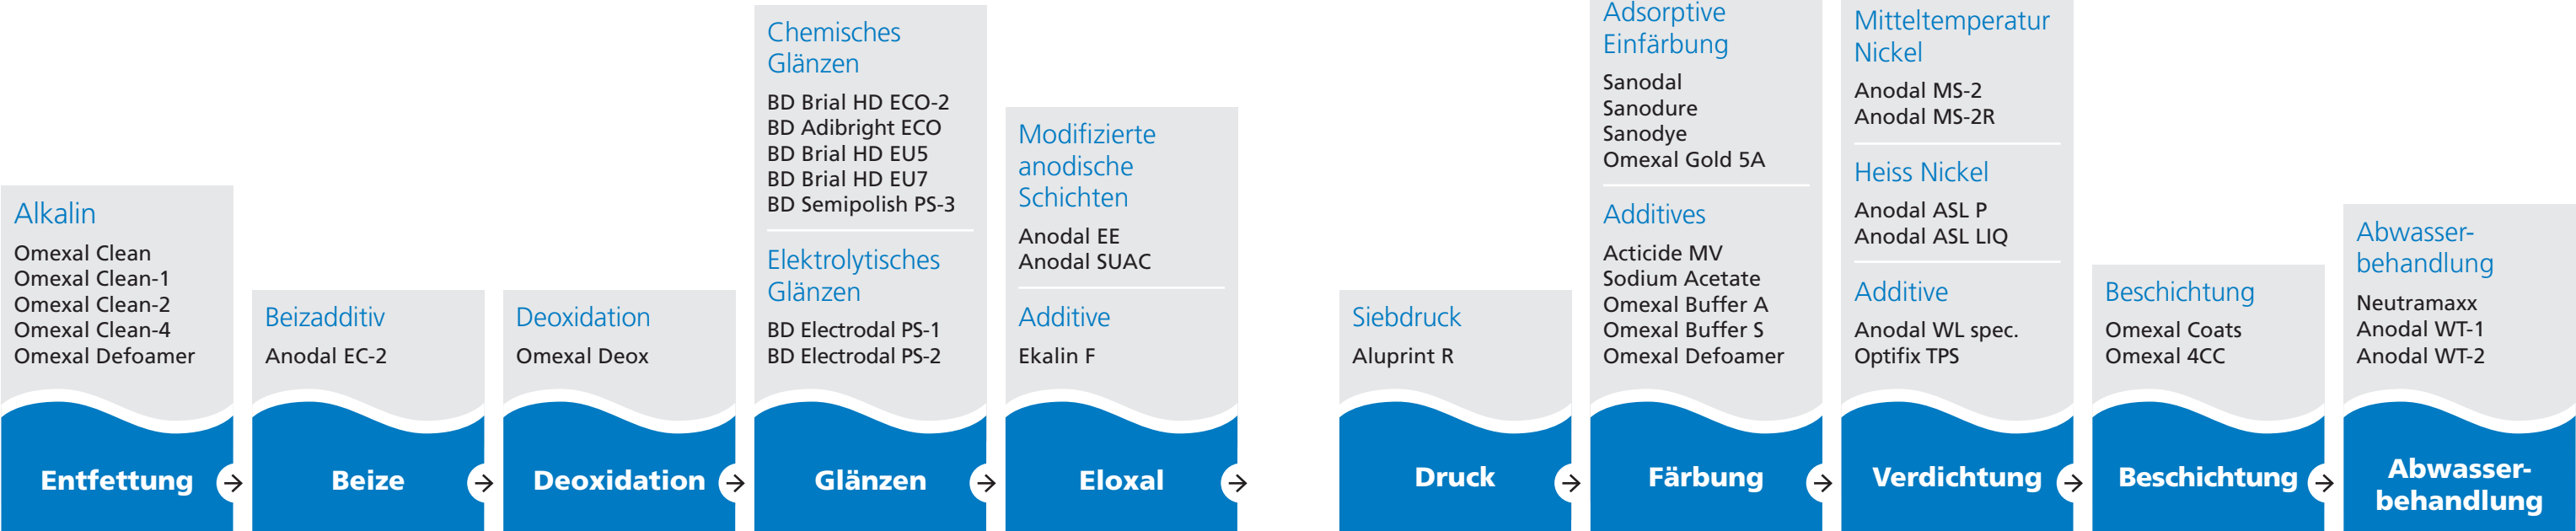 Alkalin
Omexal Clean
Omexal Clean-1
Omexal Clean-2
Omexal Clean-4
Omexal Defoamer
Entfettung
Beizadditiv
Anodal EC-2
Beize
Deoxidation
Omexal Deox
Deoxidation
Chemisches
Glänzen
BD Brial HD ECO-2
BD Adibright ECO
BD Brial HD EU5
BD Brial HD EU7
BD Semipolish PS-3
Elektrolytisches
Glänzen
BD Electrodal PS-1
BD Electrodal PS-2
Glänzen
Modifizierte
anodische
Schichten
Anodal EE
Anodal SUAC
Additive
Ekalin F
Eloxal
Siebdruck
Aluprint R
Druck
Adsorptive
Einfärbung
Sanodal
Sanodure
Sanodye
Omexal Gold 5A
Additives
Acticide MV
Sodium Acetate
Omexal Buffer A
Omexal Buffer S
Omexal Defoamer
Färbung
Mitteltemperatur
Nickel
Anodal MS-2
Anodal MS-2R
Heiss Nickel
Anodal ASL P
Anodal ASL LIQ
Additive
Anodal WL spec.
Optifix TPS
Verdichtung
Beschichtung
Omexal Coats
Omexal 4CC
Beschichtung
Abwasser-
behandlung
Neutramaxx
Anodal WT-1
Anodal WT-2
Abwasser-
behandlung